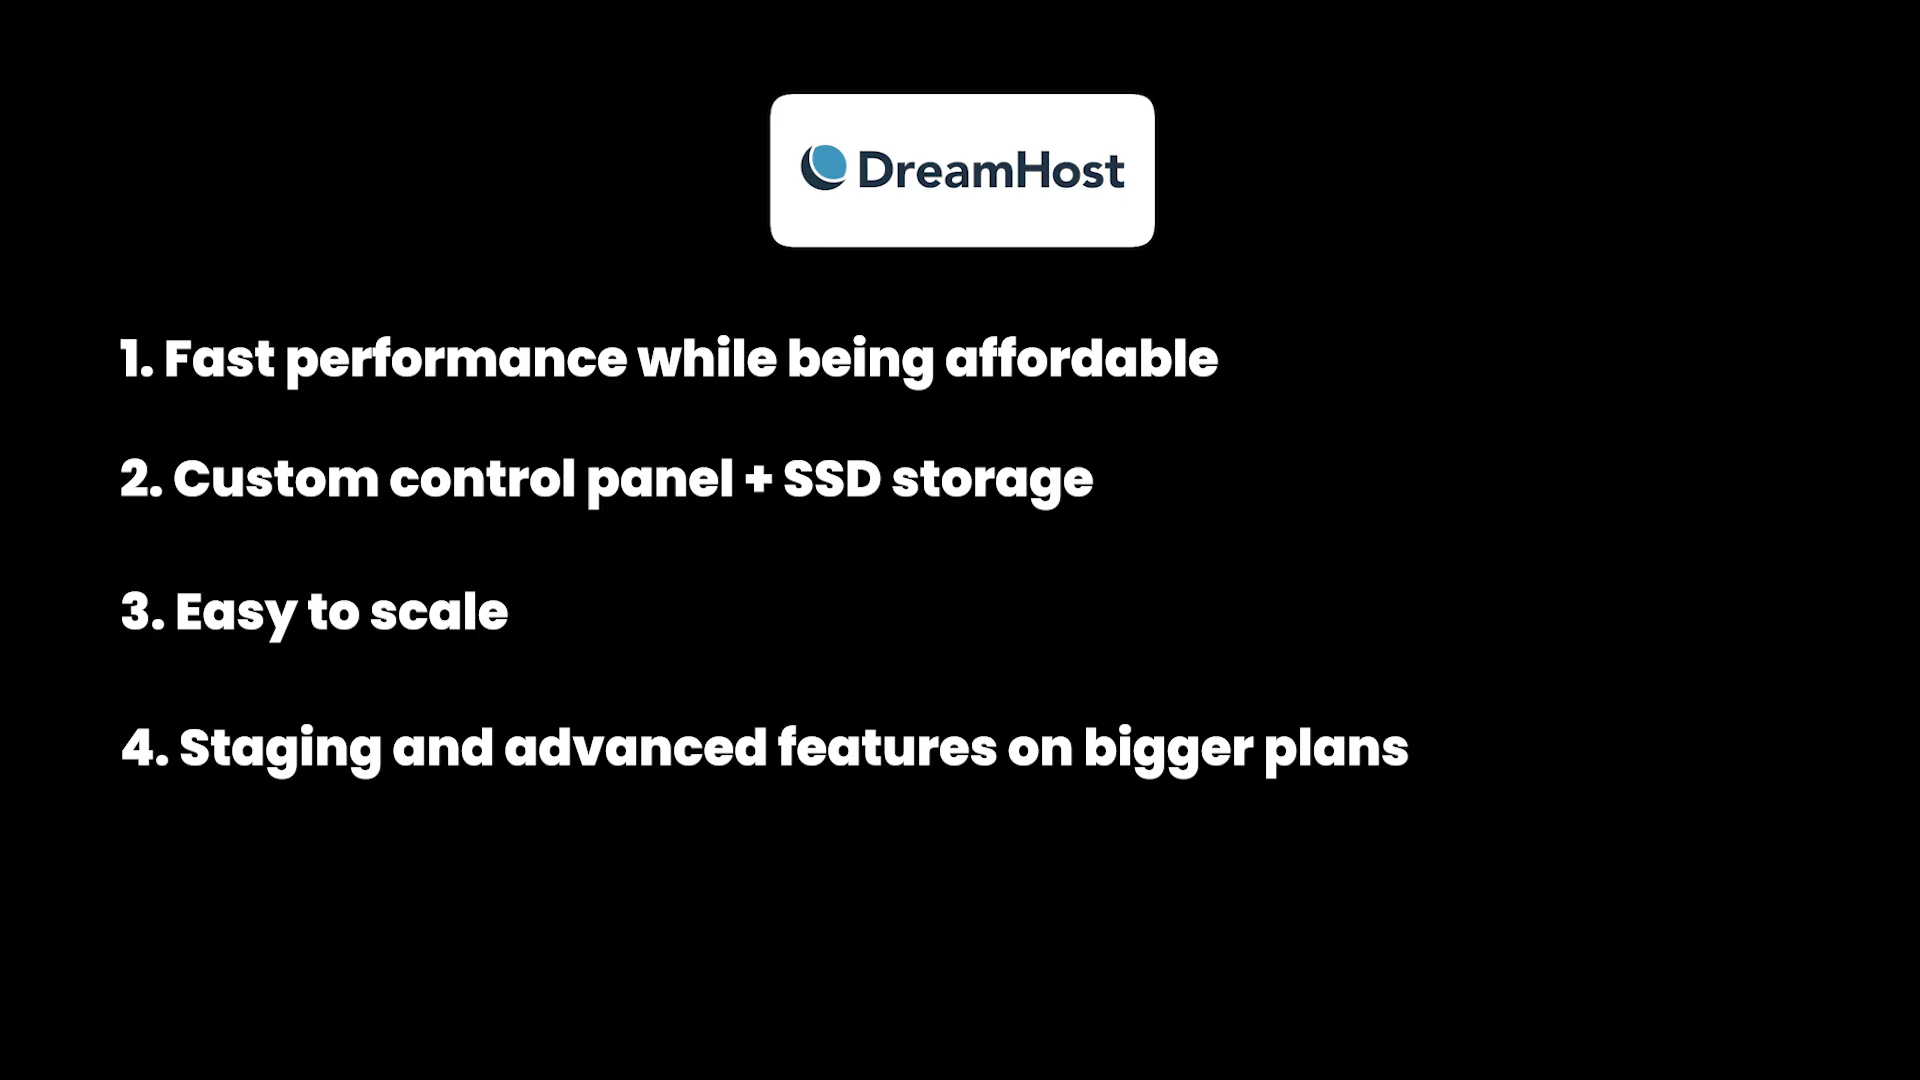 DreamHost
1. Fast performance while being affordable
2. Custom control panel + SSD storage
3. Easy to scale
4. Staging and advanced features on bigger plans